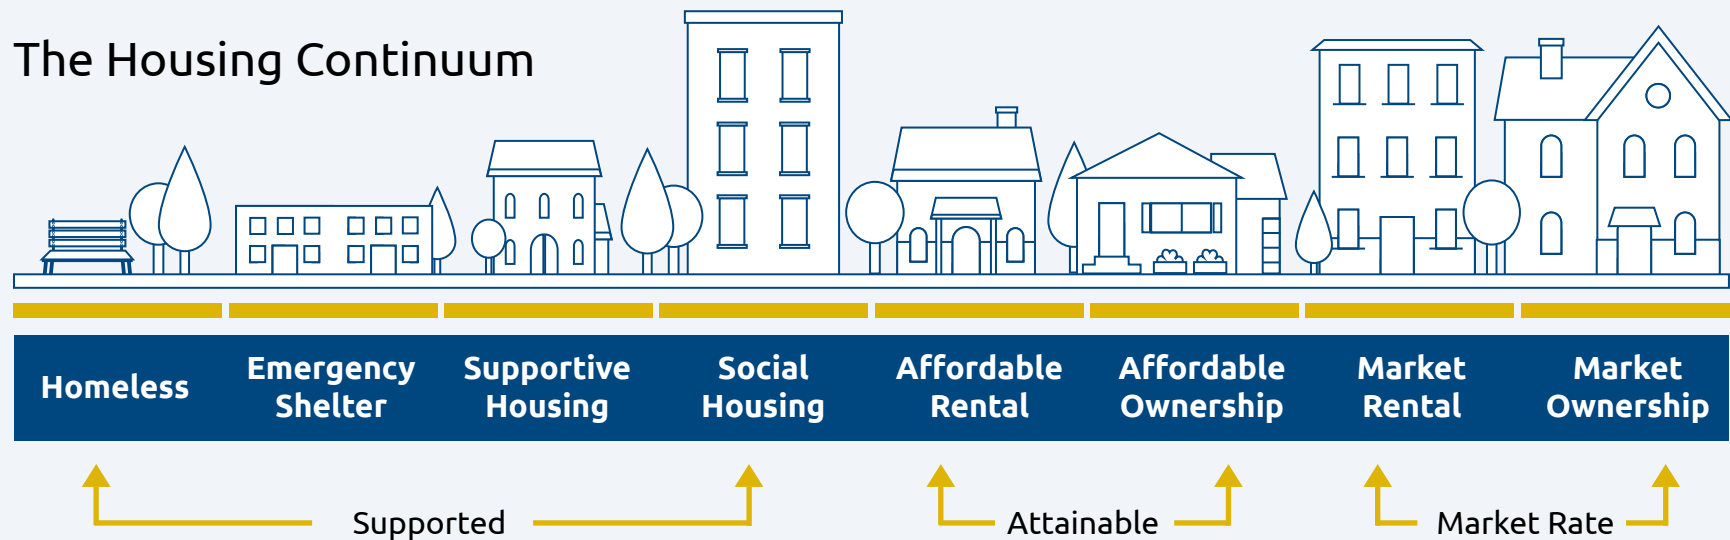 The Housing Continuum
Homeless
Emergency
Shelter
Supportive
Housing
Social
Housing
Affordable
Rental
Affordable
Ownership
Market
Rental
Market
Ownership
Supported
Attainable
Market Rate